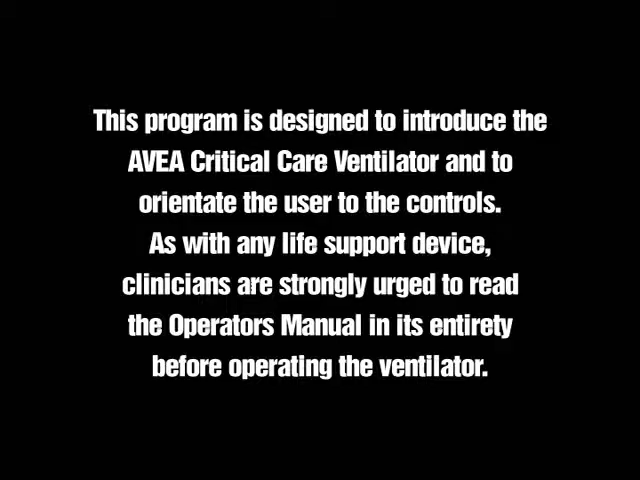 This program is designed to introduce the
AVEA Critical Care Ventilator and to
orientate the user to the controls.
As with any life support device,
clinicians are strongly urged to read
the Operators Manual in its entirety
before operating the ventilator.